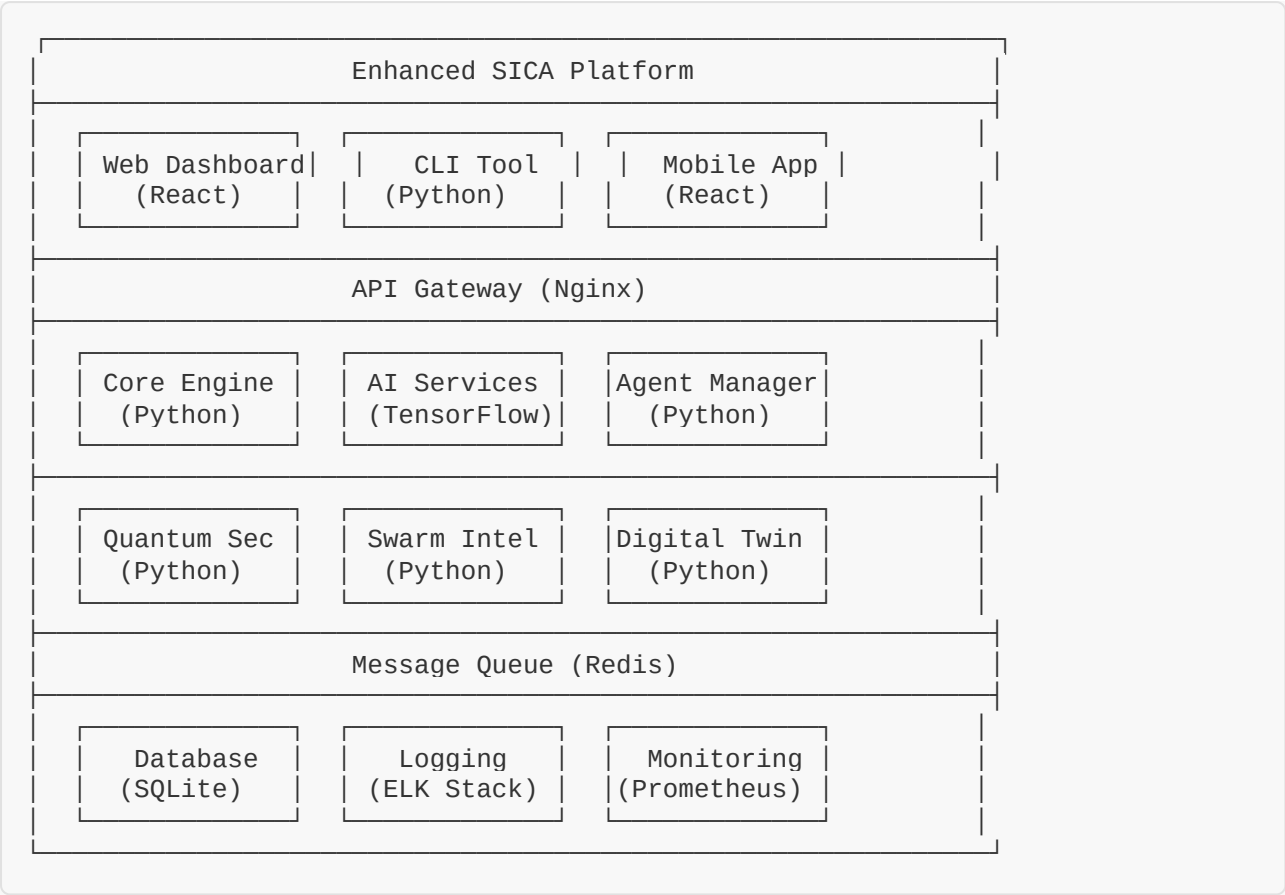 Enhanced SICA Platform
Web Dashboard CLI Tool Mobile App
(React) (Python) (React)
API Gateway (Nginx)
Core Engine AI Services Agent Manager
(Python) (TensorFlow) (Python)
Quantum Sec Swarm Intel Digital Twin
(Python) (Python) (Python)
Message Queue (Redis)
Database Logging Monitoring
(SQLite) (ELK Stack) (Prometheus)